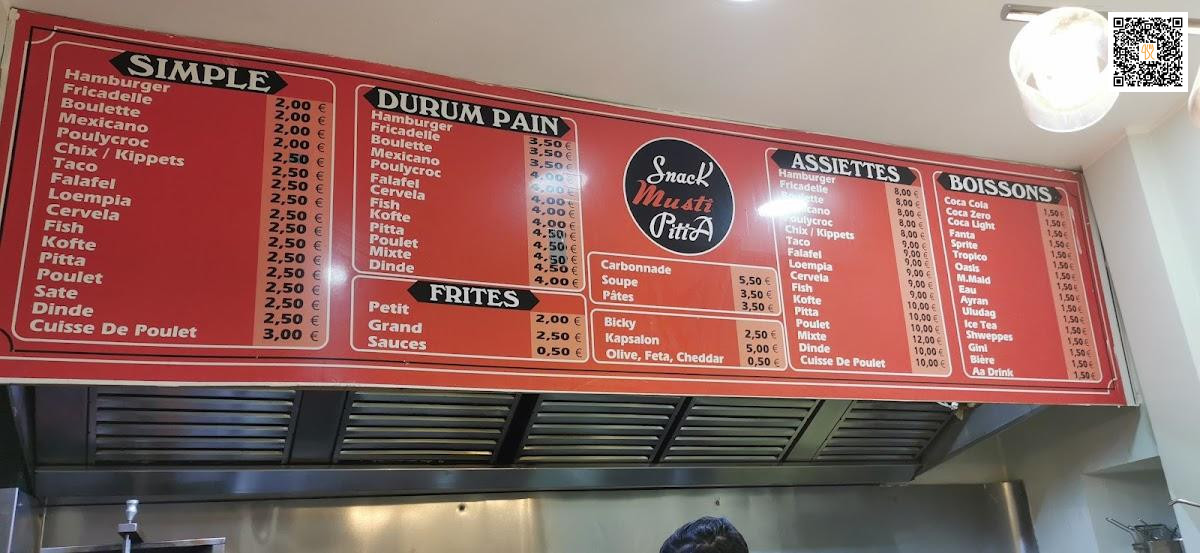 SIMPLE
Hamburger 2,00 €
Fricadelle 2,00 €
Boulette 2,00 €
Mexicano 2,00 €
Poulycroc 2,50 €
Chix / Kippets 2,50 €
Taco 2,50 €
Falafel 2,50 €
Loempia 2,50 €
Cervela 2,50 €
Fish 2,50 €
Kofte 2,50 €
Pitta 2,50 €
Poulet 2,50 €
Sate 2,50 €
Dinde 2,50 €
Cuisse De Poulet 3,00 €
DURUM PAIN
Hamburger 3,50 €
Fricadelle 3,50 €
Boulette 3,50 €
Mexicano 4,00 €
Poulycroc 4,00 €
Falafel 4,00 €
Cervela 4,00 €
Fish 4,00 €
Kofte 4,50 €
Pitta 4,50 €
Poulet 4,50 €
Mixte 4,50 €
Dinde 4,00 €
FRITES
Petit 2,00 €
Grand 2,50 €
Sauces 0,50 €
Snack
Musti
Pitta
Carbonnade 5,50 €
Soupe 3,50 €
Pâtes 3,50 €
Bicky 2,50 €
Kapsalon 5,00 €
Olive, Feta, Cheddar 0,50 €
ASSIETTES
Hamburger 8,00 €
Fricadelle 8,00 €
Boulette 8,00 €
Mexicano 8,00 €
Poulycroc 8,00 €
Chix / Kippets 9,00 €
Taco 9,00 €
Falafel 9,00 €
Loempia 9,00 €
Cervela 9,00 €
Fish 9,00 €
Kofte 10,00 €
Pitta 10,00 €
Poulet 10,00 €
Mixte 12,00 €
Dinde 10,00 €
Cuisse De Poulet 10,00 €
BOISSONS
Coca Cola 1,50 €
Coca Zero 1,50 €
Coca Light 1,50 €
Fanta 1,50 €
Sprite 1,50 €
Tropico 1,50 €
Oasis 1,50 €
M.Maid 1,50 €
Eau 1,50 €
Ayran 1,50 €
Uludag 1,50 €
Ice Tea 1,50 €
Shweppes 1,50 €
Gini 1,50 €
Bière 1,50 €
Aa Drink 1,50 €